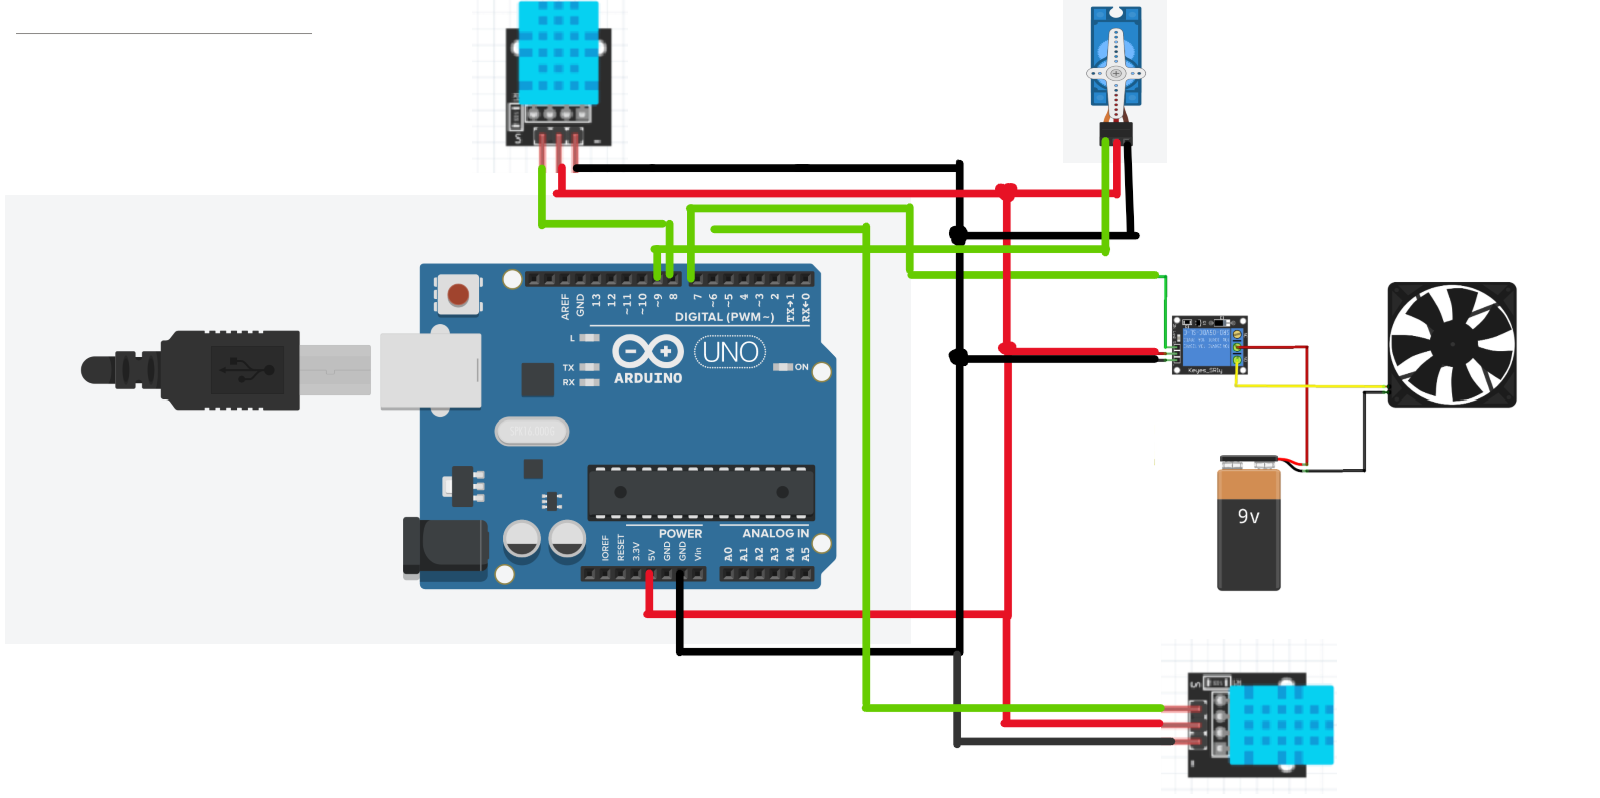 S
AREF
GND
13
12
~11
~10
~9
8
7
~6
~5
~4
~3
2
TX→1
RX←0
DIGITAL (PWM~)
L
TX
RX
ARDUINO
UNO
ON
Keyes_SRly
9v
POWER
ANALOG IN
IOREF
RESET
3.3V
5V
GND
GND
Vin
A0
A1
A2
A3
A4
A5
S